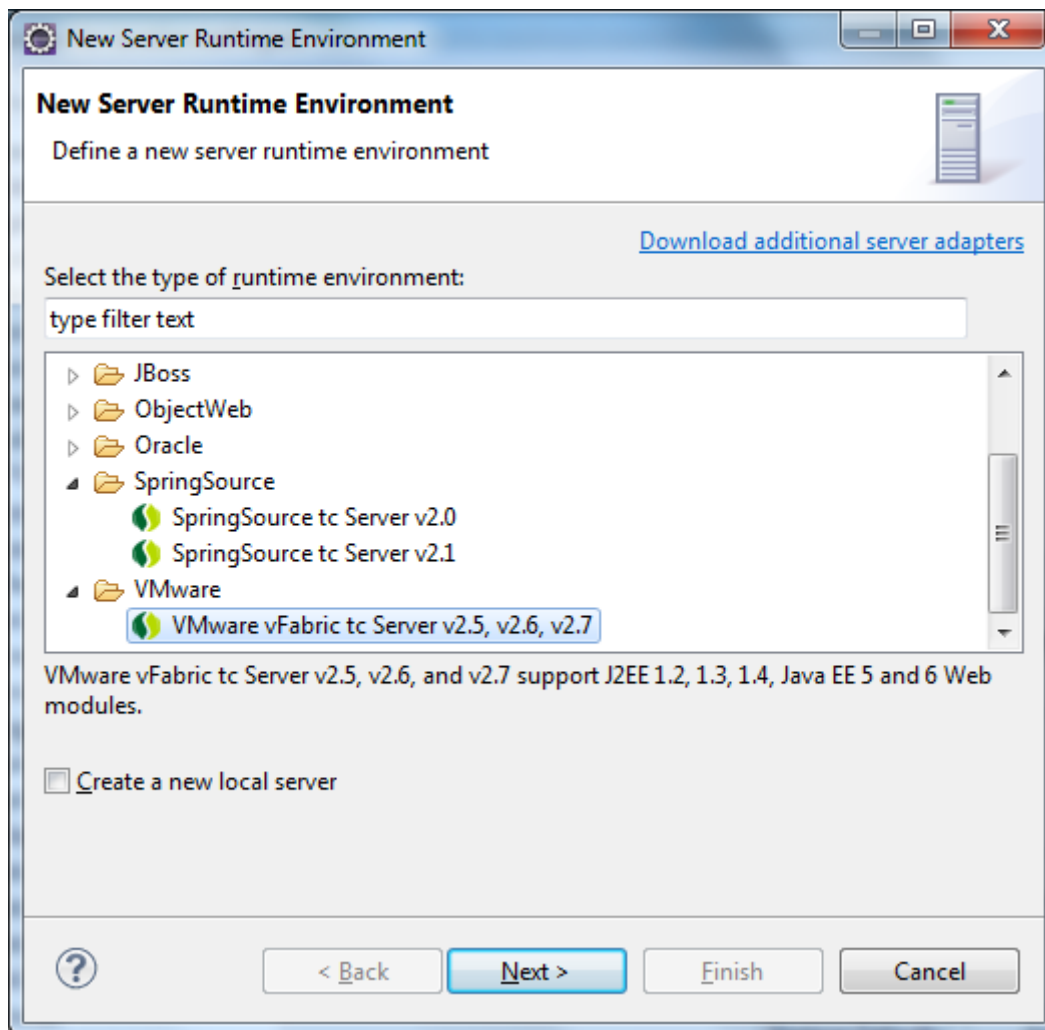 New Server Runtime Environment
New Server Runtime Environment
Define a new server runtime environment
Download additional server adapters
Select the type of runtime environment:
type filter text
JBoss
ObjectWeb
Oracle
SpringSource
SpringSource tc Server v2.0
SpringSource tc Server v2.1
VMware
VMware vFabric tc Server v2.5, v2.6, v2.7
VMware vFabric tc Server v2.5, v2.6, and v2.7 support J2EE 1.2, 1.3, 1.4, Java EE 5 and 6 Web
modules.
Create a new local server
< Back Next > Finish Cancel